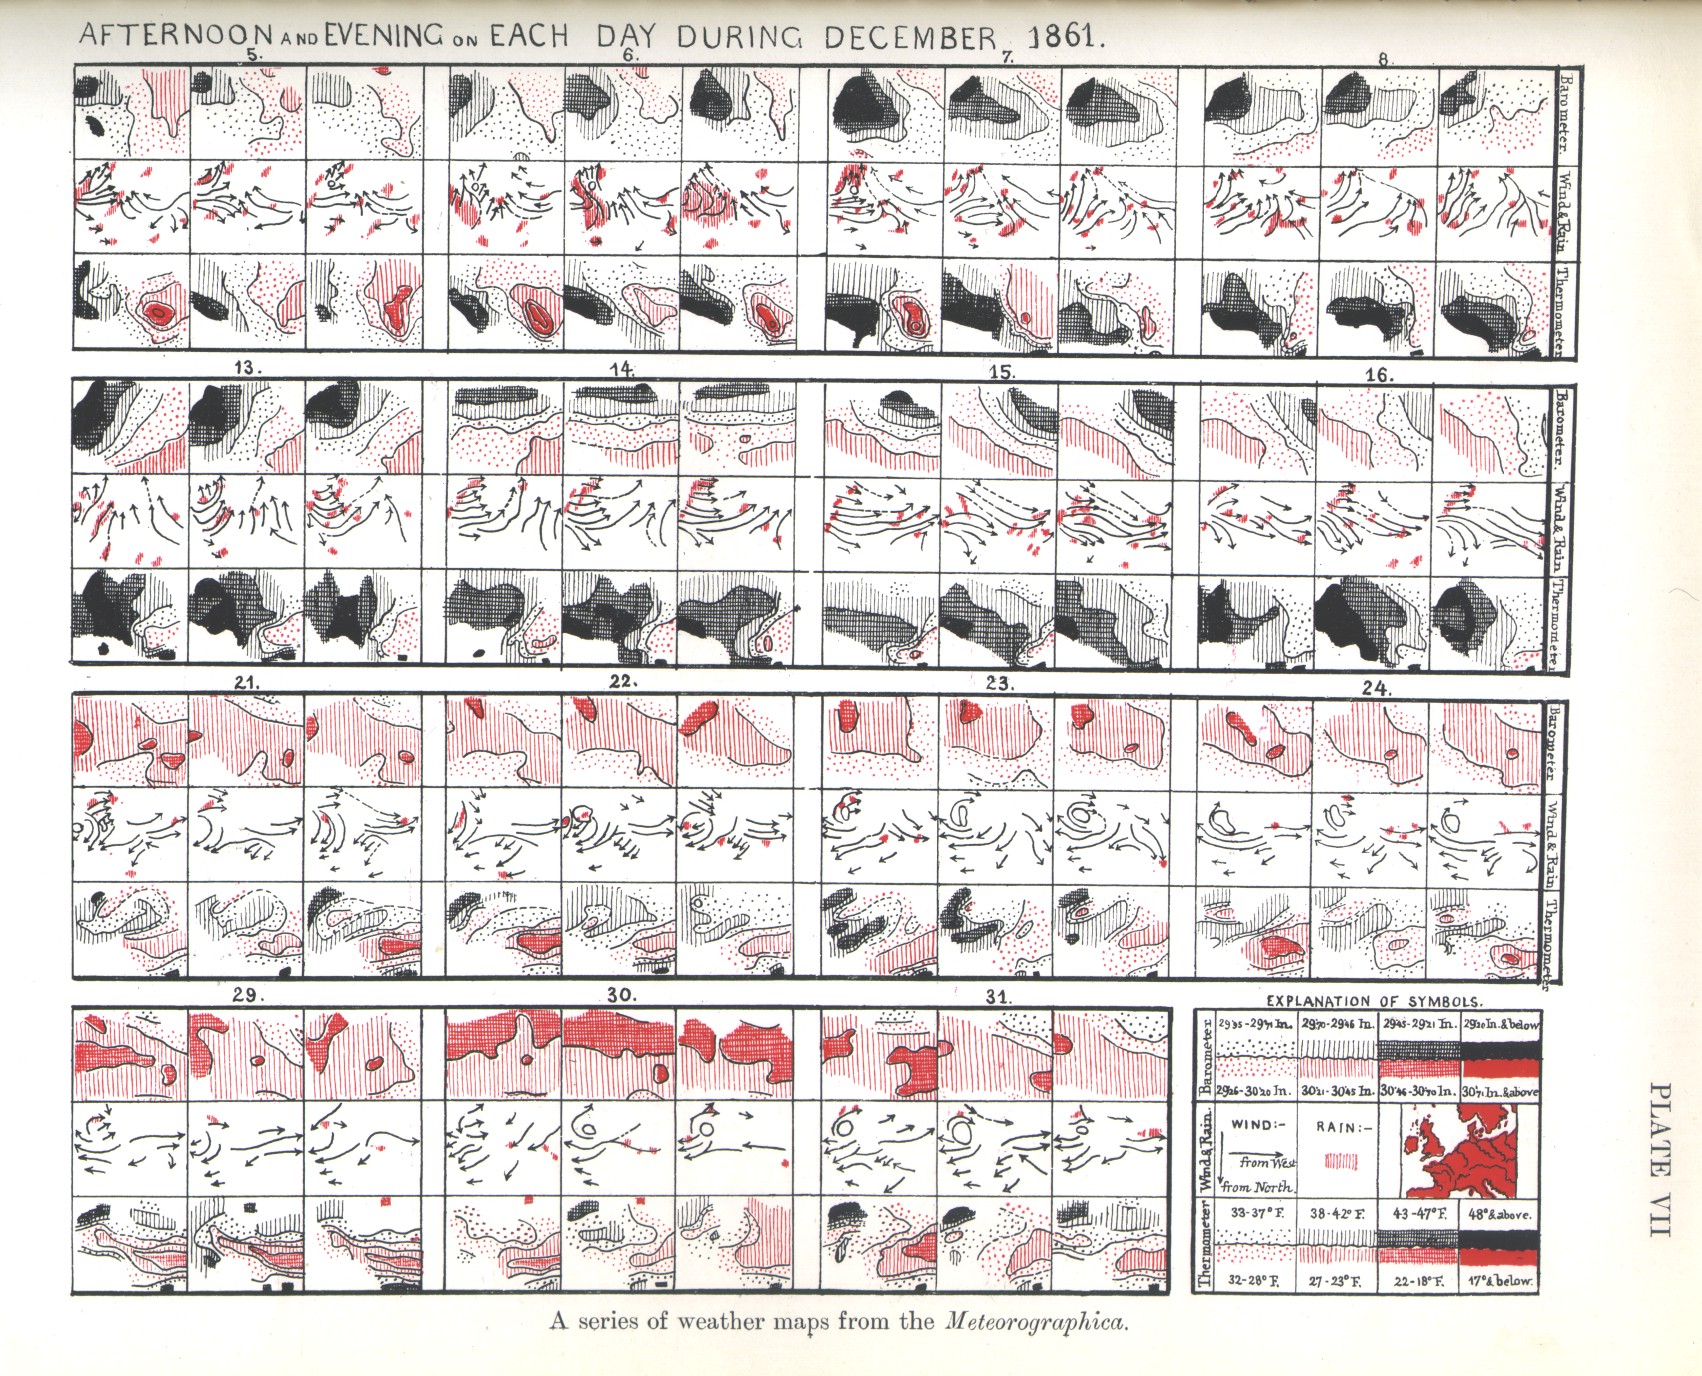 AFTERNOON AND EVENING ON EACH DAY DURING DECEMBER 1861.
5. 6. 7. 8.
Barometer.
Wind & Rain
Thermometer
13. 14. 15. 16.
Barometer.
Wind & Rain
Thermometer
21. 22. 23. 24.
Barometer
Wind & Rain
Thermometer
29. 30. 31.
EXPLANATION OF SYMBOLS.
Barometer
29·95-29·71 In. 29·70-29·46 In. 29·45-29·21 In. 29·20 In. & below
29·96-30·20 In. 30·21-30·45 In. 30·46-30·70 In. 30·71 In. & above
Wind & Rain.
WIND:- RAIN:-
from West
from North.
Thermometer
33-37° F. 38-42° F. 43-47° F. 48° & above.
32-28° F. 27-23° F. 22-18° F. 17° & below.
A series of weather maps from the Meteorographica.
PLATE VII